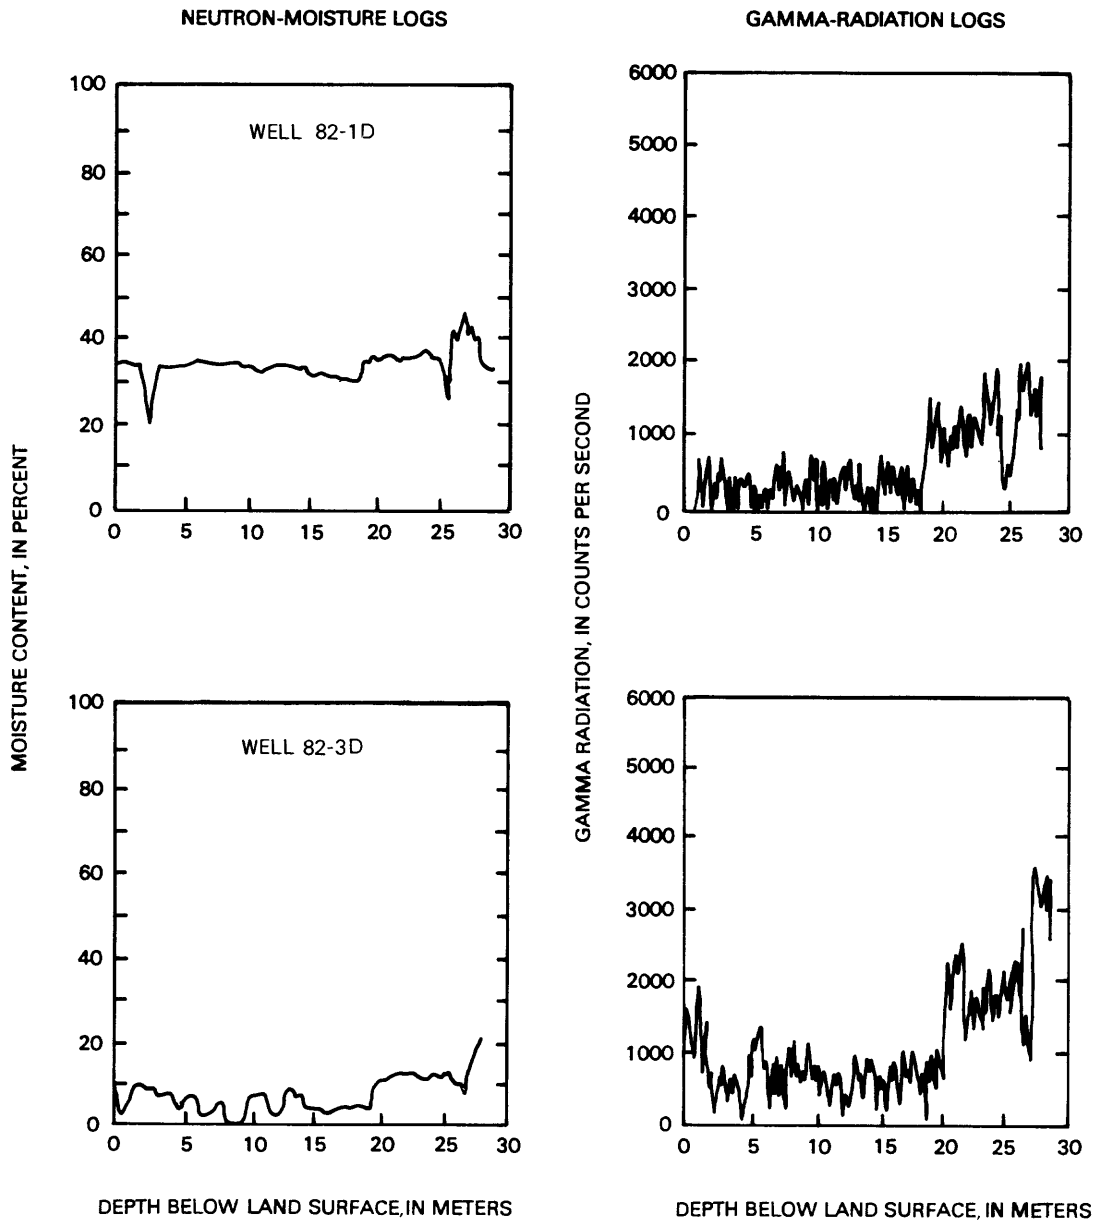 NEUTRON-MOISTURE LOGS
GAMMA-RADIATION LOGS
MOISTURE CONTENT, IN PERCENT
100
80
60
40
20
0
WELL 82-1D
0 5 10 15 20 25 30
GAMMA RADIATION, IN COUNTS PER SECOND
6000
5000
4000
3000
2000
1000
0
0 5 10 15 20 25 30
100
80
60
40
20
0
WELL 82-3D
0 5 10 15 20 25 30
6000
5000
4000
3000
2000
1000
0
0 5 10 15 20 25 30
DEPTH BELOW LAND SURFACE, IN METERS
DEPTH BELOW LAND SURFACE, IN METERS